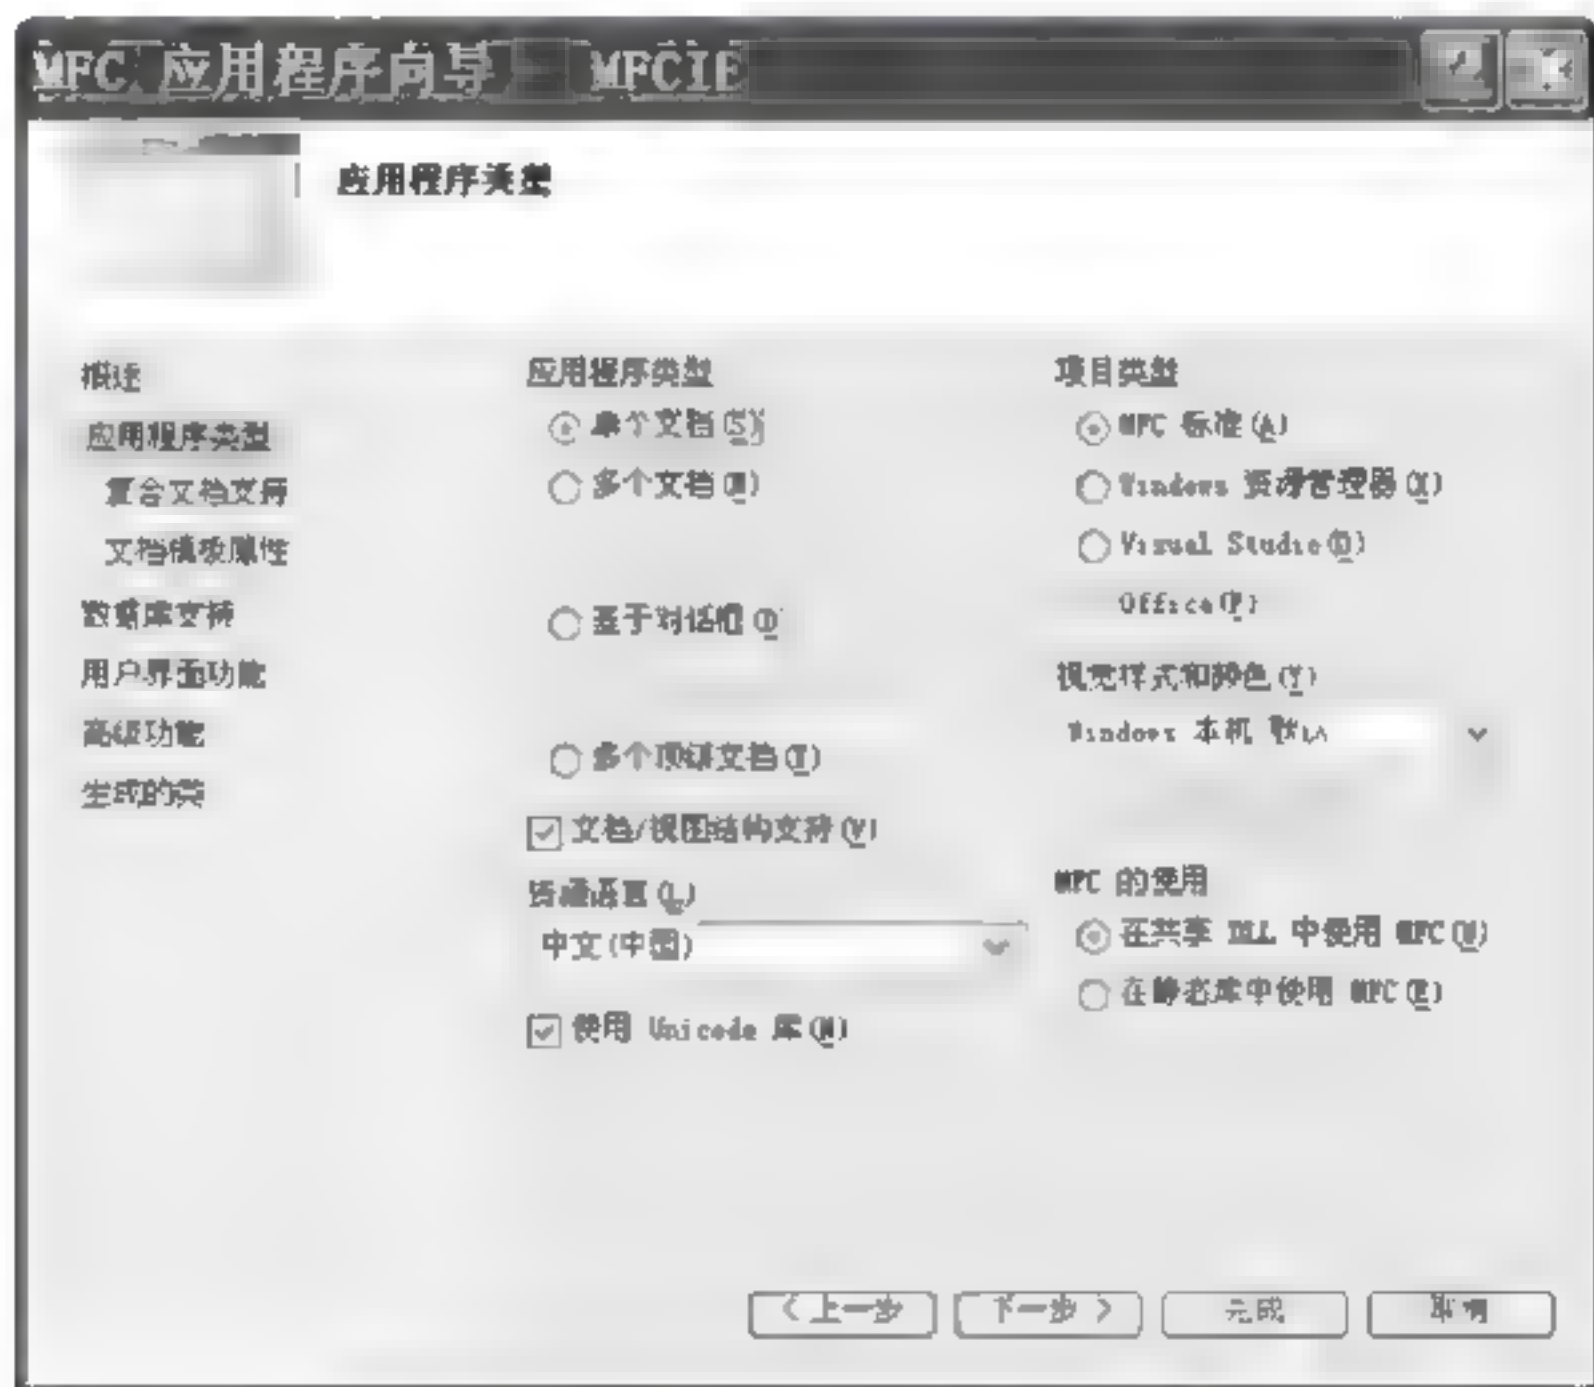 MFC 应用程序向导 - MFCIE
应用程序类型
概述
应用程序类型
复合文档支持
文档模板属性
数据库支持
用户界面功能
高级功能
生成的类
应用程序类型
单个文档(S)
多个文档(M)
基于对话框(D)
多个顶级文档(T)
文档/视图结构支持(V)
资源语言(L)
中文(中国)
使用 Unicode 库(N)
项目类型
MFC 标准(A)
Windows 资源管理器(X)
Visual Studio(O)
Office(F)
视觉样式和颜色(Y)
Windows 本机/默认
MFC 的使用
在共享 DLL 中使用 MFC(U)
在静态库中使用 MFC(E)
< 上一步
下一步 >
完成
取消